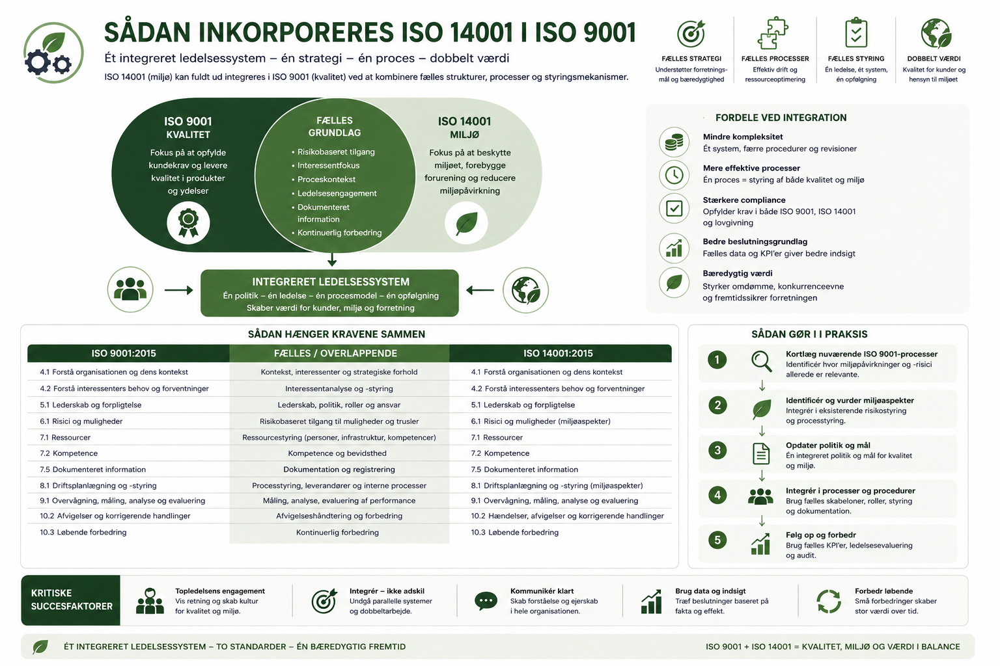 SÅDAN INKORPORERES ISO 14001 I ISO 9001
Ét integreret ledelsessystem – én strategi – én proces – dobbelt værdi
ISO 14001 (miljø) kan fuldt ud integreres i ISO 9001 (kvalitet) ved at kombinere fælles strukturer, processer og styringsmekanismer.
FÆLLES STRATEGI
Understøtter forretnings-
mål og bæredygtighed
FÆLLES PROCESSER
Effektiv drift og
ressourceoptimering
FÆLLES STYRING
Én ledelse, ét system,
én opfølgning
DOBBELT VÆRDI
Kvalitet for kunder og
hensyn til miljøet
ISO 9001
KVALITET
Fokus på at opfylde
kundekrav og levere
kvalitet i produkter
og ydelser
FÆLLES
GRUNDLAG
• Risikobaseret tilgang
• Interessentfokus
• Proceskontekst
• Ledelsesengagement
• Dokumenteret
information
• Kontinuerlig forbedring
ISO 14001
MILJØ
Fokus på at beskytte
miljøet, forebygge
forurening og reducere
miljøpåvirkning
INTEGRERET LEDELSESSYSTEM
Én politik – én ledelse – én procesmodel – én opfølgning
Skaber værdi for kunder, miljø og forretning
FORDELE VED INTEGRATION
Mindre kompleksitet
Ét system, færre procedurer og revisioner
Mere effektive processer
Én proces = styring af både kvalitet og miljø
Stærkere compliance
Opfylder krav i både ISO 9001, ISO 14001
og lovgivning
Bedre beslutningsgrundlag
Fælles data og KPI'er giver bedre indsigt
Bæredygtig værdi
Styrker omdømme, konkurrenceevne
og fremtidssikrer forretningen
SÅDAN HÆNGER KRAVENE SAMMEN
ISO 9001:2015 FÆLLES / OVERLAPPENDE ISO 14001:2015
4.1 Forstå organisationen og dens kontekst Kontekst, interessenter og strategiske forhold 4.1 Forstå organisationen og dens kontekst
4.2 Forstå interessenters behov og forventninger Interessentanalyse og -styring 4.2 Forstå interessenters behov og forventninger
5.1 Lederskab og forpligtelse Lederskab, politik, roller og ansvar 5.1 Lederskab og forpligtelse
6.1 Risici og muligheder Risikobaseret tilgang til muligheder og trusler 6.1 Risici og muligheder (miljøaspekter)
7.1 Ressourcer Ressourcestyring (personer, infrastruktur, kompetencer) 7.1 Ressourcer
7.2 Kompetence Kompetence og bevidsthed 7.2 Kompetence
7.5 Dokumenteret information Dokumentation og registrering 7.5 Dokumenteret information
8.1 Driftsplanlægning og -styring Processtyring, leverandører og interne processer 8.1 Driftsplanlægning og -styring (miljøaspekter)
9.1 Overvågning, måling, analyse og evaluering Måling, analyse, evaluering af performance 9.1 Overvågning, måling, analyse og evaluering
10.2 Afvigelser og korrigerende handlinger Afvigelseshåndtering og forbedring 10.2 Hændelser, afvigelser og korrigerende handlinger
10.3 Løbende forbedring Kontinuerlig forbedring 10.3 Løbende forbedring
SÅDAN GØR I I PRAKSIS
1
Kortlæg nuværende ISO 9001-processer
Identificér hvor miljøpåvirkninger og -risici
allerede er relevante.
2
Identificér og vurder miljøaspekter
Integrér i eksisterende risikostyring
og processtyring.
3
Opdater politik og mål
Én integreret politik og mål for kvalitet
og miljø.
4
Integrér i processer og procedurer
Brug fælles skabeloner, roller, styring
og dokumentation.
5
Følg op og forbedr
Brug fælles KPI'er, ledelsesevaluering
og audit.
KRITISKE
SUCCESFAKTORER
Topledelsens engagement
Vis retning og skab kultur
for kvalitet og miljø.
Integrér – ikke adskil
Undgå parallelle systemer
og dobbeltarbejde.
Kommunikér klart
Skab forståelse og ejerskab
i hele organisationen.
Brug data og indsigt
Træf beslutninger baseret på
fakta og effekt.
Forbedr løbende
Små forbedringer skaber
stor værdi over tid.
ÉT INTEGRERET LEDELSESSYSTEM – TO STANDARDER – ÉN BÆREDYGTIG FREMTID
ISO 9001 + ISO 14001 = KVALITET, MILJØ OG VÆRDI I BALANCE